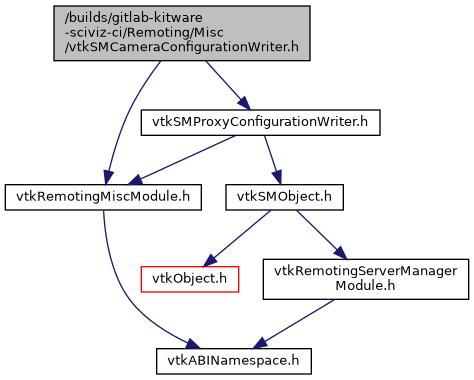 /builds/gitlab-kitware
-sciviz-ci/Remoting/Misc
/vtkSMCameraConfigurationWriter.h
vtkSMProxyConfigurationWriter.h
vtkRemotingMiscModule.h
vtkSMObject.h
vtkObject.h
vtkRemotingServerManager
Module.h
vtkABINamespace.h